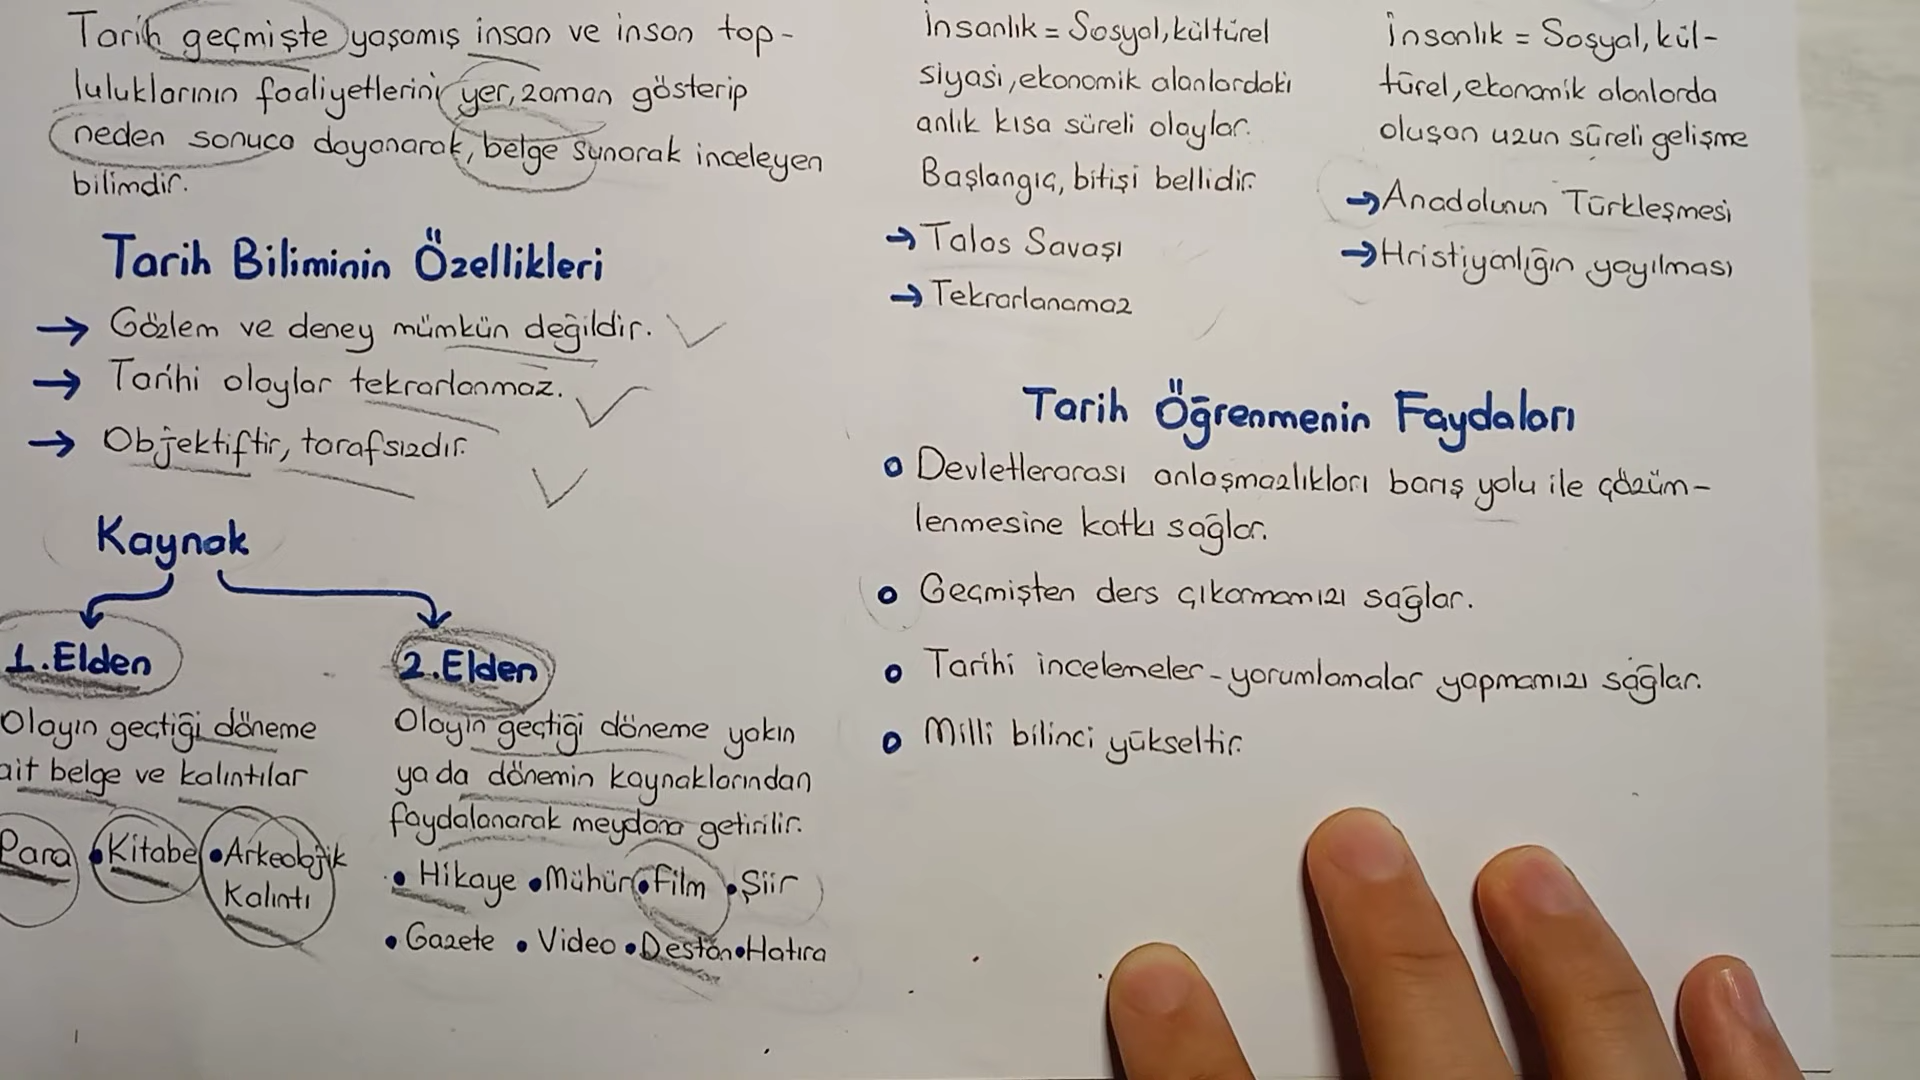 Tarih geçmişte yaşamış insan ve insan top-
luluklarının faaliyetlerini yer, zaman gösterip
neden sonuca dayanarak, belge sunarak inceleyen
bilimdir.
Tarih Biliminin Özellikleri
→ Gözlem ve deney mümkün değildir.
→ Tarihi olaylar tekrarlanmaz.
→ Objektiftir, tarafsızdır.
Kaynak
1.Elden
Olayın geçtiği döneme
ait belge ve kalıntılar
Para •Kitabe •Arkeolojik
Kalıntı
2.Elden
Olayın geçtiği döneme yakın
ya da dönemin kaynaklarından
faydalanarak meydana getirilir.
•Hikaye •Mühür •Film •Şiir
•Gazete •Video •Destan •Hatıra
İnsanlık = Sosyal, kültürel
siyasi, ekonomik alanlardaki
anlık kısa süreli olaylar.
Başlangıç, bitişi bellidir.
→ Talas Savaşı
→ Tekrarlanamaz
İnsanlık = Sosyal, kül-
türel, ekonomik alanlarda
oluşan uzun süreli gelişme
→ Anadolunun Türkleşmesi
→ Hristiyanlığın yayılması
Tarih Öğrenmenin Faydaları
o Devletlerarası anlaşmazlıkları barış yolu ile çözüm-
lenmesine katkı sağlar.
o Geçmişten ders çıkarmamızı sağlar.
o Tarihi incelemeler - yorumlamalar yapmamızı sağlar.
o Milli bilinci yükseltir.